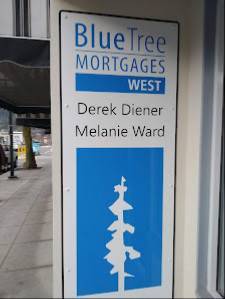 BlueTree
MORTGAGES
WEST
Derek Diener
Melanie Ward